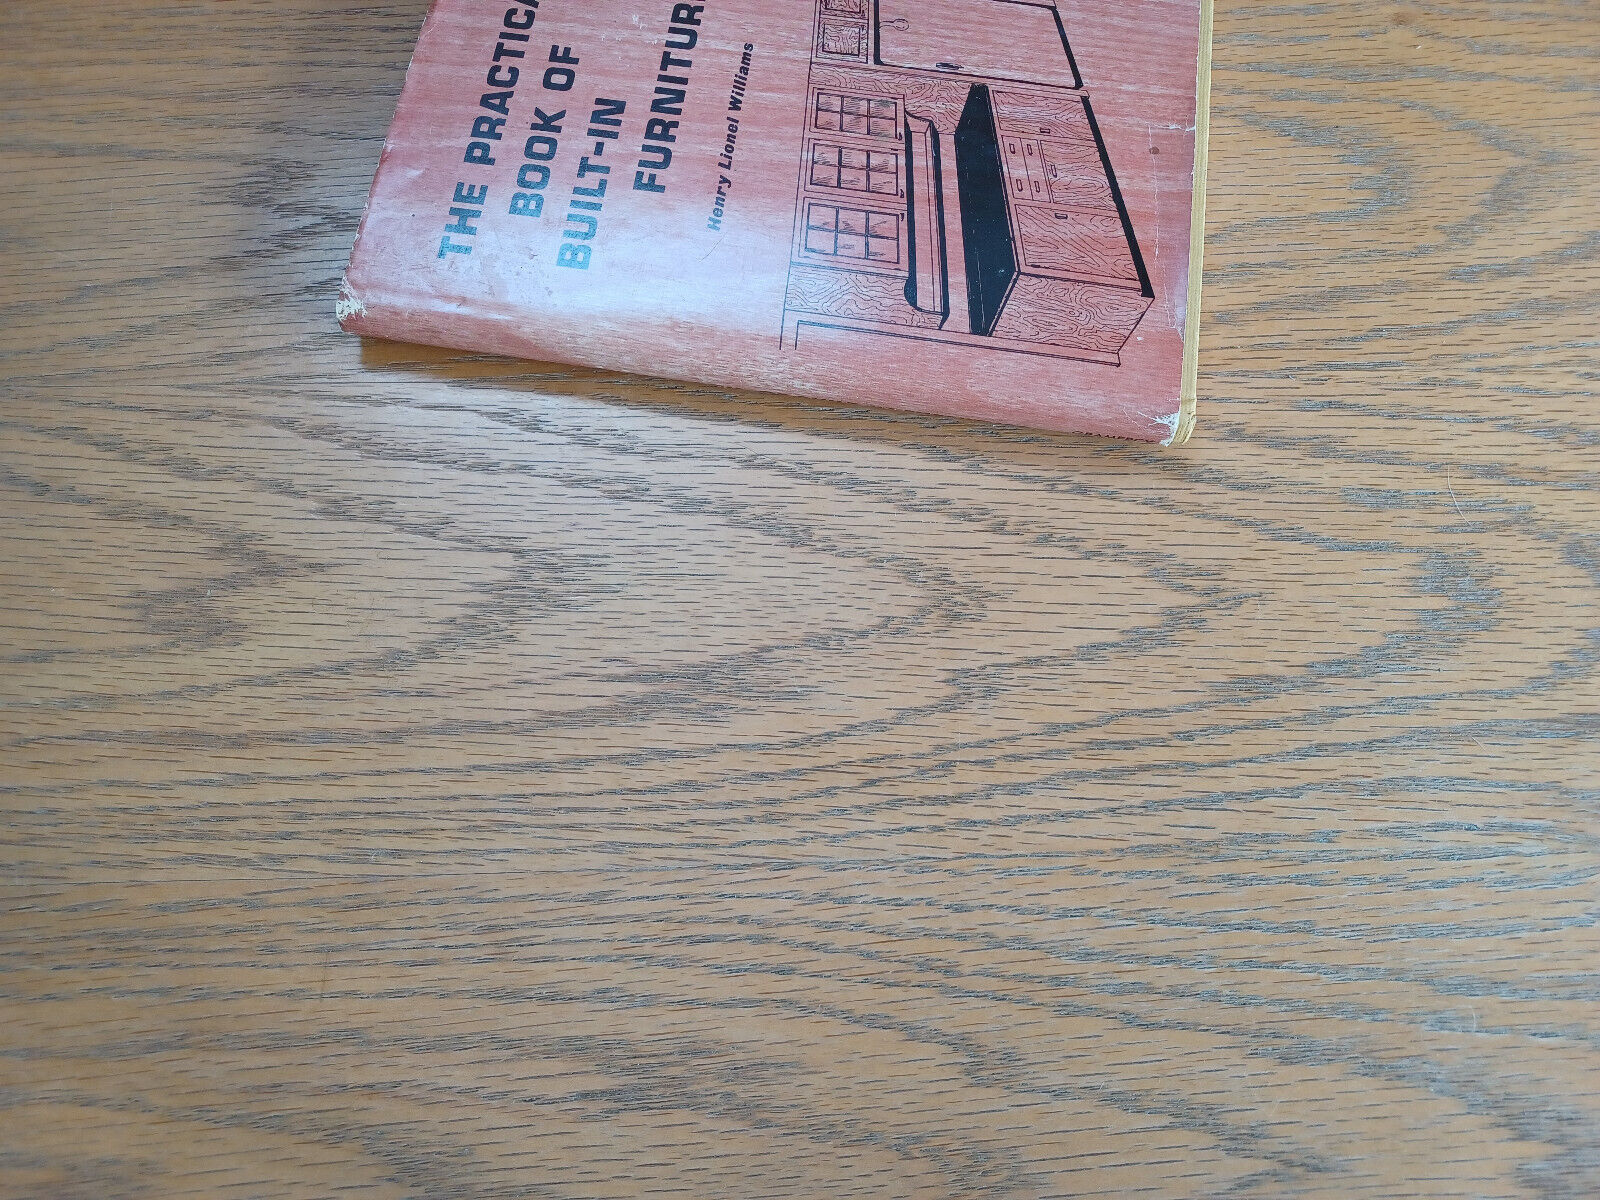 THE PRACTICA
BOOK OF
BUILT-IN
FURNITUR
Henry Lionel Williams